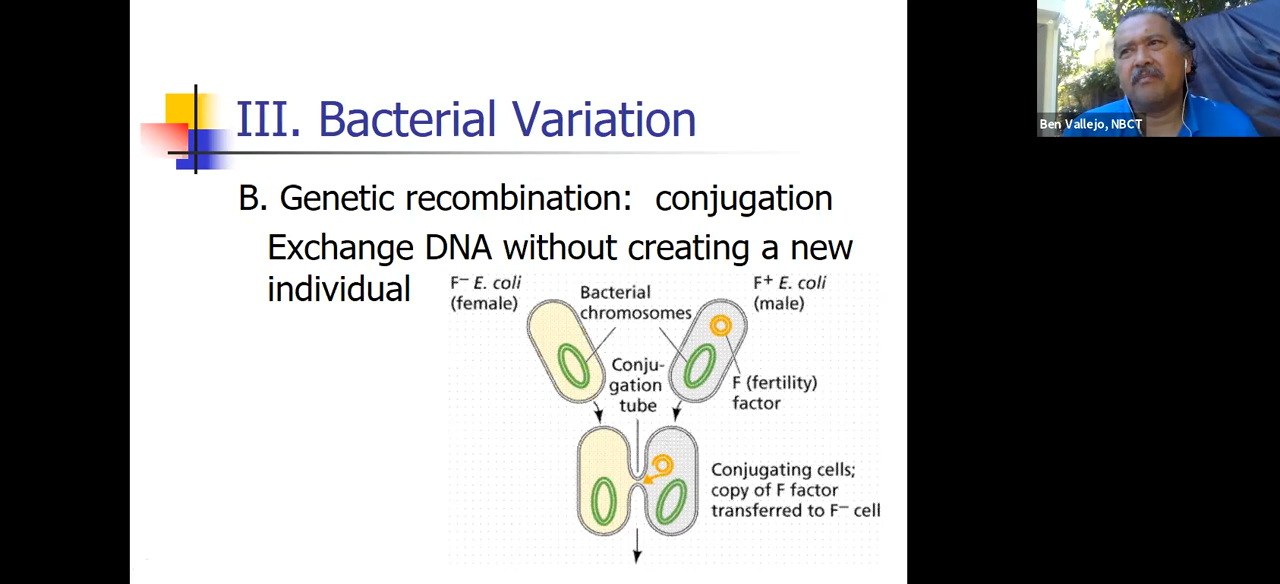 III. Bacterial Variation
B. Genetic recombination:  conjugation
Exchange DNA without creating a new
individual
F⁻ E. coli
(female)
Bacterial
chromosomes
F⁺ E. coli
(male)
Conju-
gation
tube
F (fertility)
factor
Conjugating cells;
copy of F factor
transferred to F⁻ cell
Ben Vallejo, NBCT